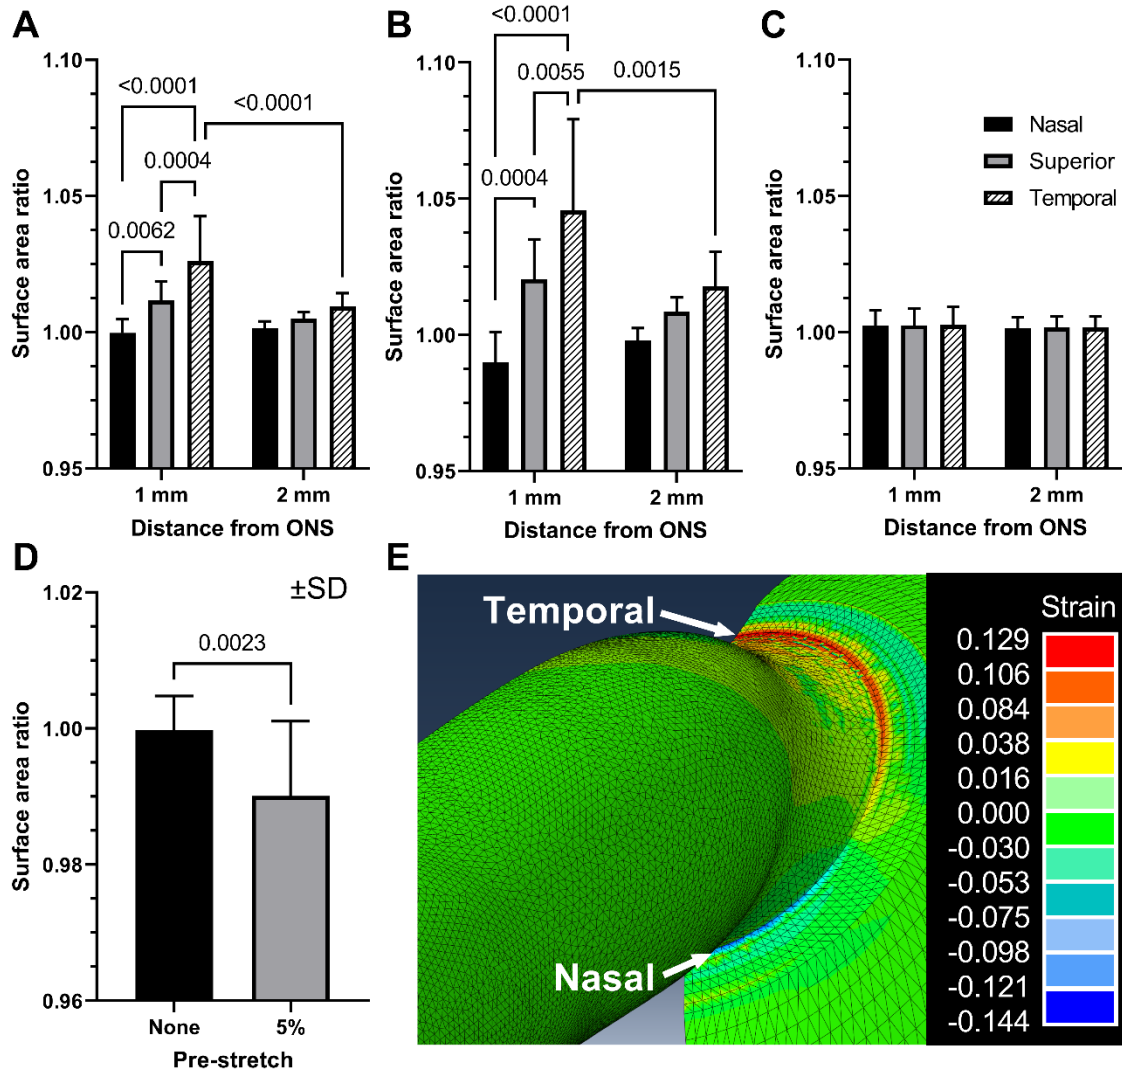 A
1.10
1.05
1.00
0.95
Surface area ratio
<0.0001
<0.0001
0.0004
0.0062
1 mm
2 mm
Distance from ONS
B
1.10
1.05
1.00
0.95
Surface area ratio
<0.0001
0.0055
0.0015
0.0004
1 mm
2 mm
Distance from ONS
C
1.10
1.05
1.00
0.95
Surface area ratio
Nasal
Superior
Temporal
1 mm
2 mm
Distance from ONS
D
1.02
1.00
0.98
0.96
Surface area ratio
±SD
0.0023
None
5%
Pre-stretch
E
Temporal
Nasal
Strain
0.129
0.106
0.084
0.038
0.016
0.000
-0.030
-0.053
-0.075
-0.098
-0.121
-0.144